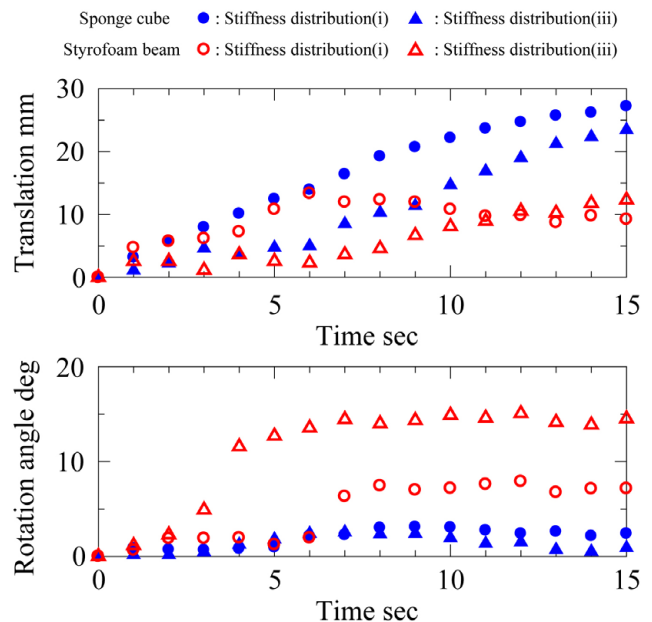 Sponge cube : Stiffness distribution(i) : Stiffness distribution(iii)
Styrofoam beam : Stiffness distribution(i) : Stiffness distribution(iii)
Translation mm
30
20
10
0
0 5 10 15
Time sec
Rotation angle deg
20
10
0
0 5 10 15
Time sec